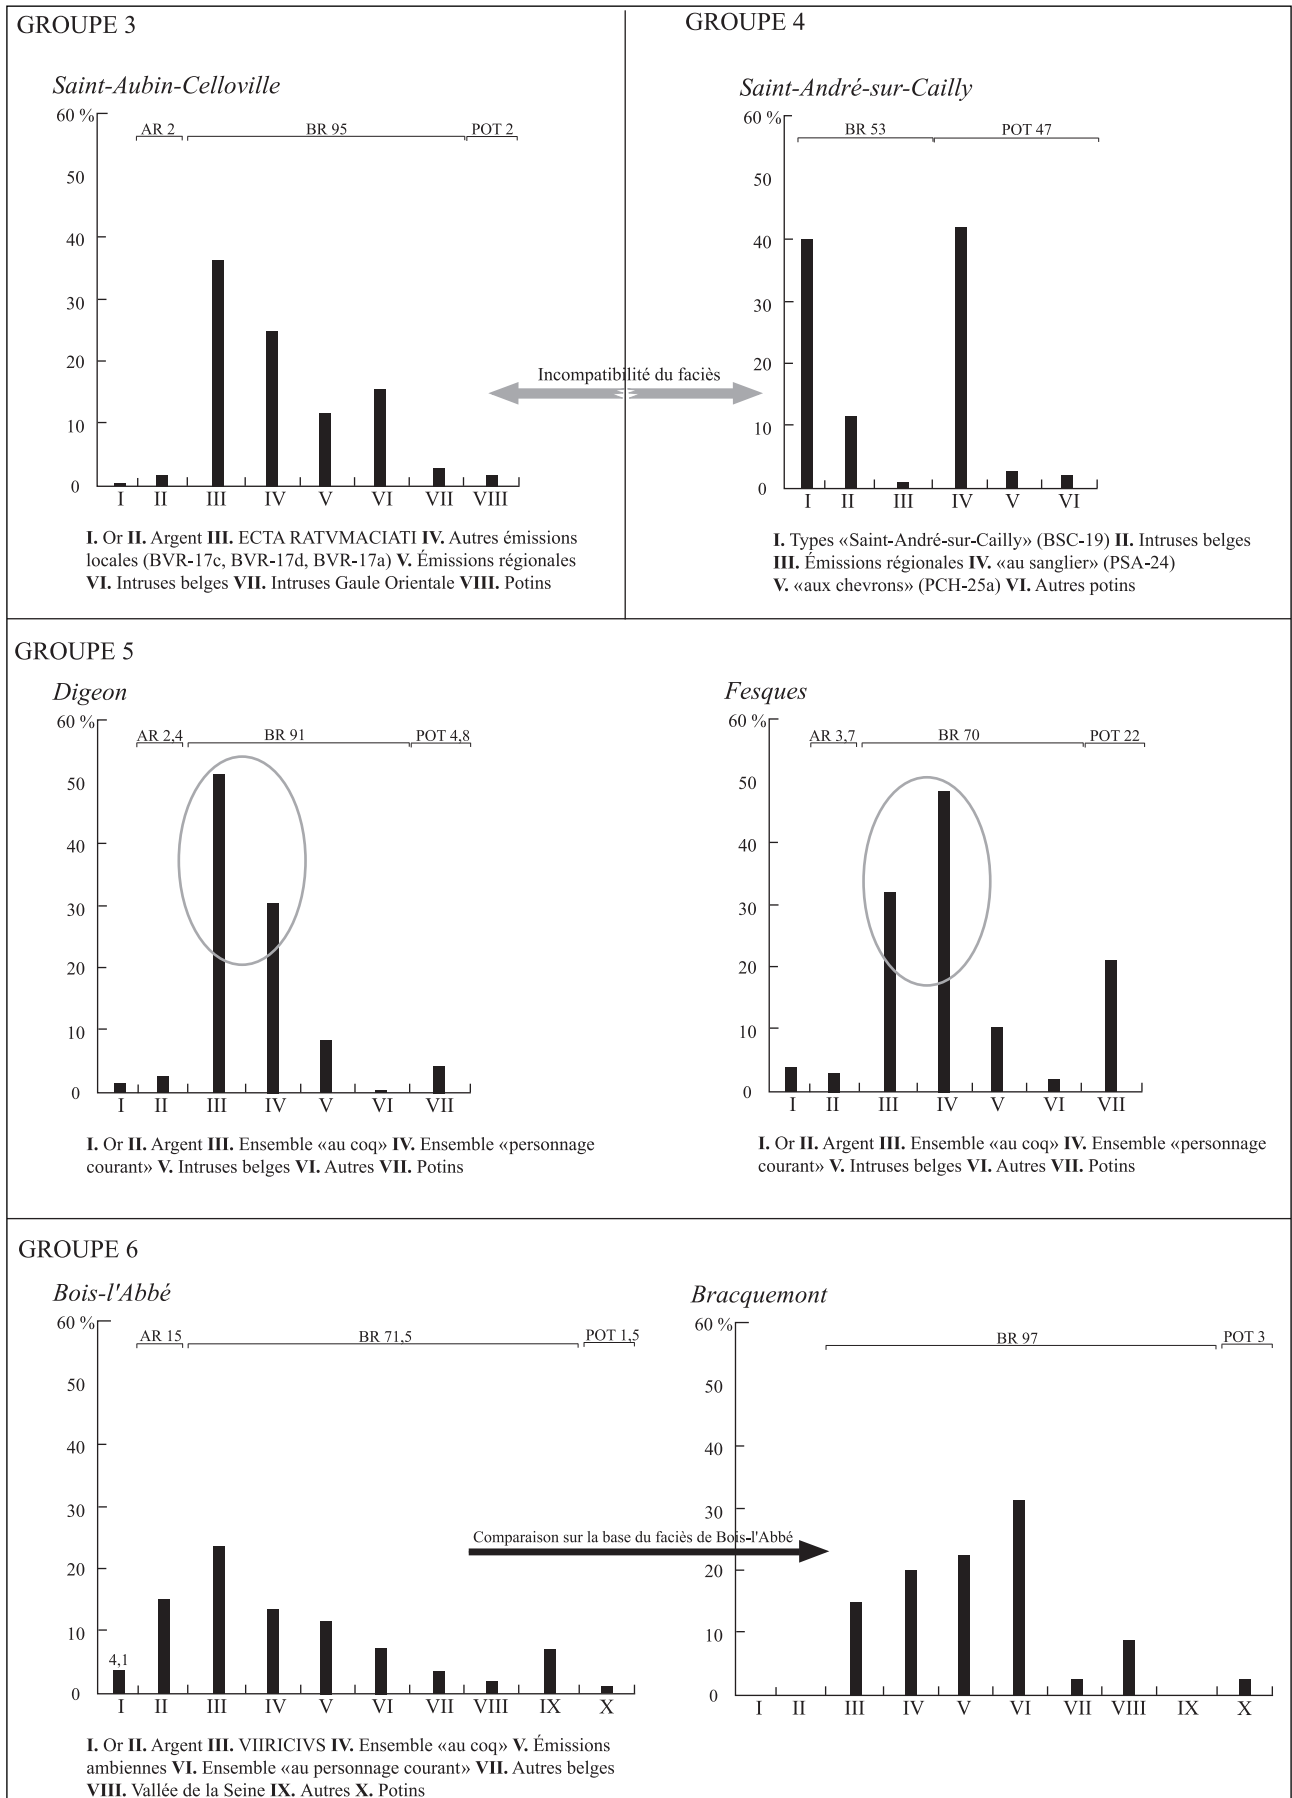 GROUPE 3
Saint-Aubin-Celloville
60 %
AR 2
BR 95
POT 2
50
40
30
20
10
0
I II III IV V VI VII VIII
I. Or II. Argent III. ECTA RATVMACIATI IV. Autres émissions
locales (BVR-17c, BVR-17d, BVR-17a) V. Émissions régionales
VI. Intruses belges VII. Intruses Gaule Orientale VIII. Potins
Incompatibilité du faciès
GROUPE 4
Saint-André-sur-Cailly
60 %
BR 53
POT 47
50
40
30
20
10
0
I II III IV V VI
I. Types «Saint-André-sur-Cailly» (BSC-19) II. Intruses belges
III. Émissions régionales IV. «au sanglier» (PSA-24)
V. «aux chevrons» (PCH-25a) VI. Autres potins
GROUPE 5
Digeon
60 %
AR 2,4
BR 91
POT 4,8
50
40
30
20
10
0
I II III IV V VI VII
I. Or II. Argent III. Ensemble «au coq» IV. Ensemble «personnage
courant» V. Intruses belges VI. Autres VII. Potins
Fesques
60 %
AR 3,7
BR 70
POT 22
50
40
30
20
10
0
I II III IV V VI VII
I. Or II. Argent III. Ensemble «au coq» IV. Ensemble «personnage
courant» V. Intruses belges VI. Autres VII. Potins
GROUPE 6
Bois-l'Abbé
60 %
AR 15
BR 71,5
POT 1,5
50
40
30
20
10
4,1
0
I II III IV V VI VII VIII IX X
I. Or II. Argent III. VIIRICIVS IV. Ensemble «au coq» V. Émissions
ambiennes VI. Ensemble «au personnage courant» VII. Autres belges
VIII. Vallée de la Seine IX. Autres X. Potins
Comparaison sur la base du faciès de Bois-l'Abbé
Bracquemont
60 %
BR 97
POT 3
50
40
30
20
10
0
I II III IV V VI VII VIII IX X